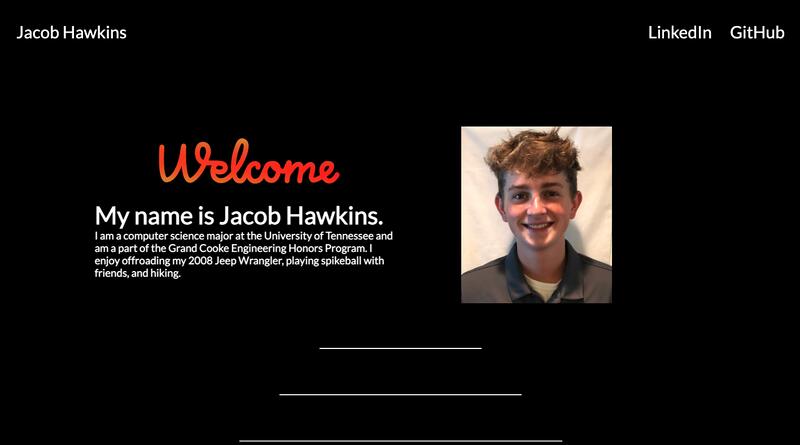 Jacob Hawkins
LinkedIn GitHub
Welcome
My name is Jacob Hawkins.
I am a computer science major at the University of Tennessee and
am a part of the Grand Cooke Engineering Honors Program. I
enjoy offroading my 2008 Jeep Wrangler, playing spikeball with
friends, and hiking.